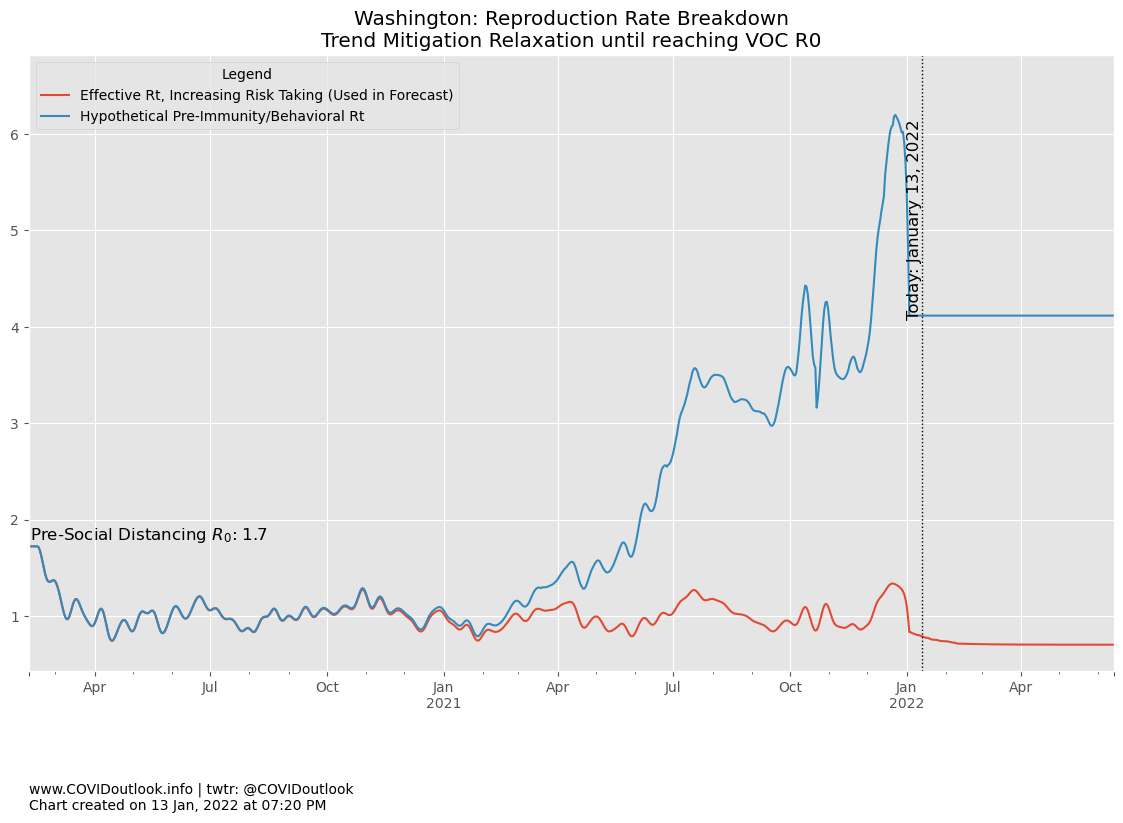 Washington: Reproduction Rate Breakdown
Trend Mitigation Relaxation until reaching VOC R0
Legend
Effective Rt, Increasing Risk Taking (Used in Forecast)
Hypothetical Pre-Immunity/Behavioral Rt
6
5
4
3
2
1
Today: January 13, 2022
Pre-Social Distancing R0: 1.7
Apr Jul Oct Jan Apr Jul Oct Jan Apr
2021 2022
www.COVIDoutlook.info | twtr: @COVIDoutlook
Chart created on 13 Jan, 2022 at 07:20 PM